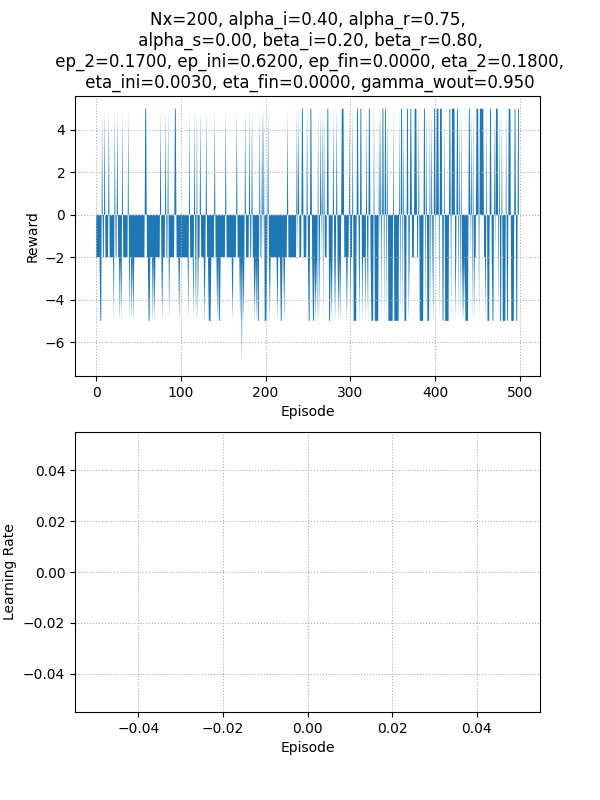 Nx=200, alpha_i=0.40, alpha_r=0.75,
alpha_s=0.00, beta_i=0.20, beta_r=0.80,
ep_2=0.1700, ep_ini=0.6200, ep_fin=0.0000, eta_2=0.1800,
eta_ini=0.0030, eta_fin=0.0000, gamma_wout=0.950
4
2
0
−2
−4
−6
Reward
0 100 200 300 400 500
Episode
0.04
0.02
0.00
−0.02
−0.04
Learning Rate
−0.04 −0.02 0.00 0.02 0.04
Episode